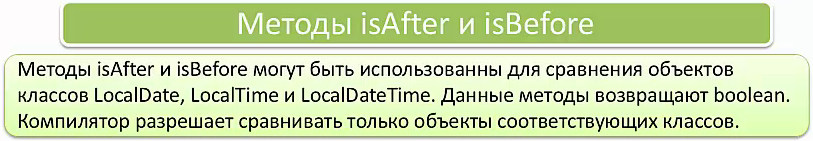 Методы isAfter и isBefore
Методы isAfter и isBefore могут быть использованны для сравнения объектов
классов LocalDate, LocalTime и LocalDateTime. Данные методы возвращают boolean.
Компилятор разрешает сравнивать только объекты соответствующих классов.